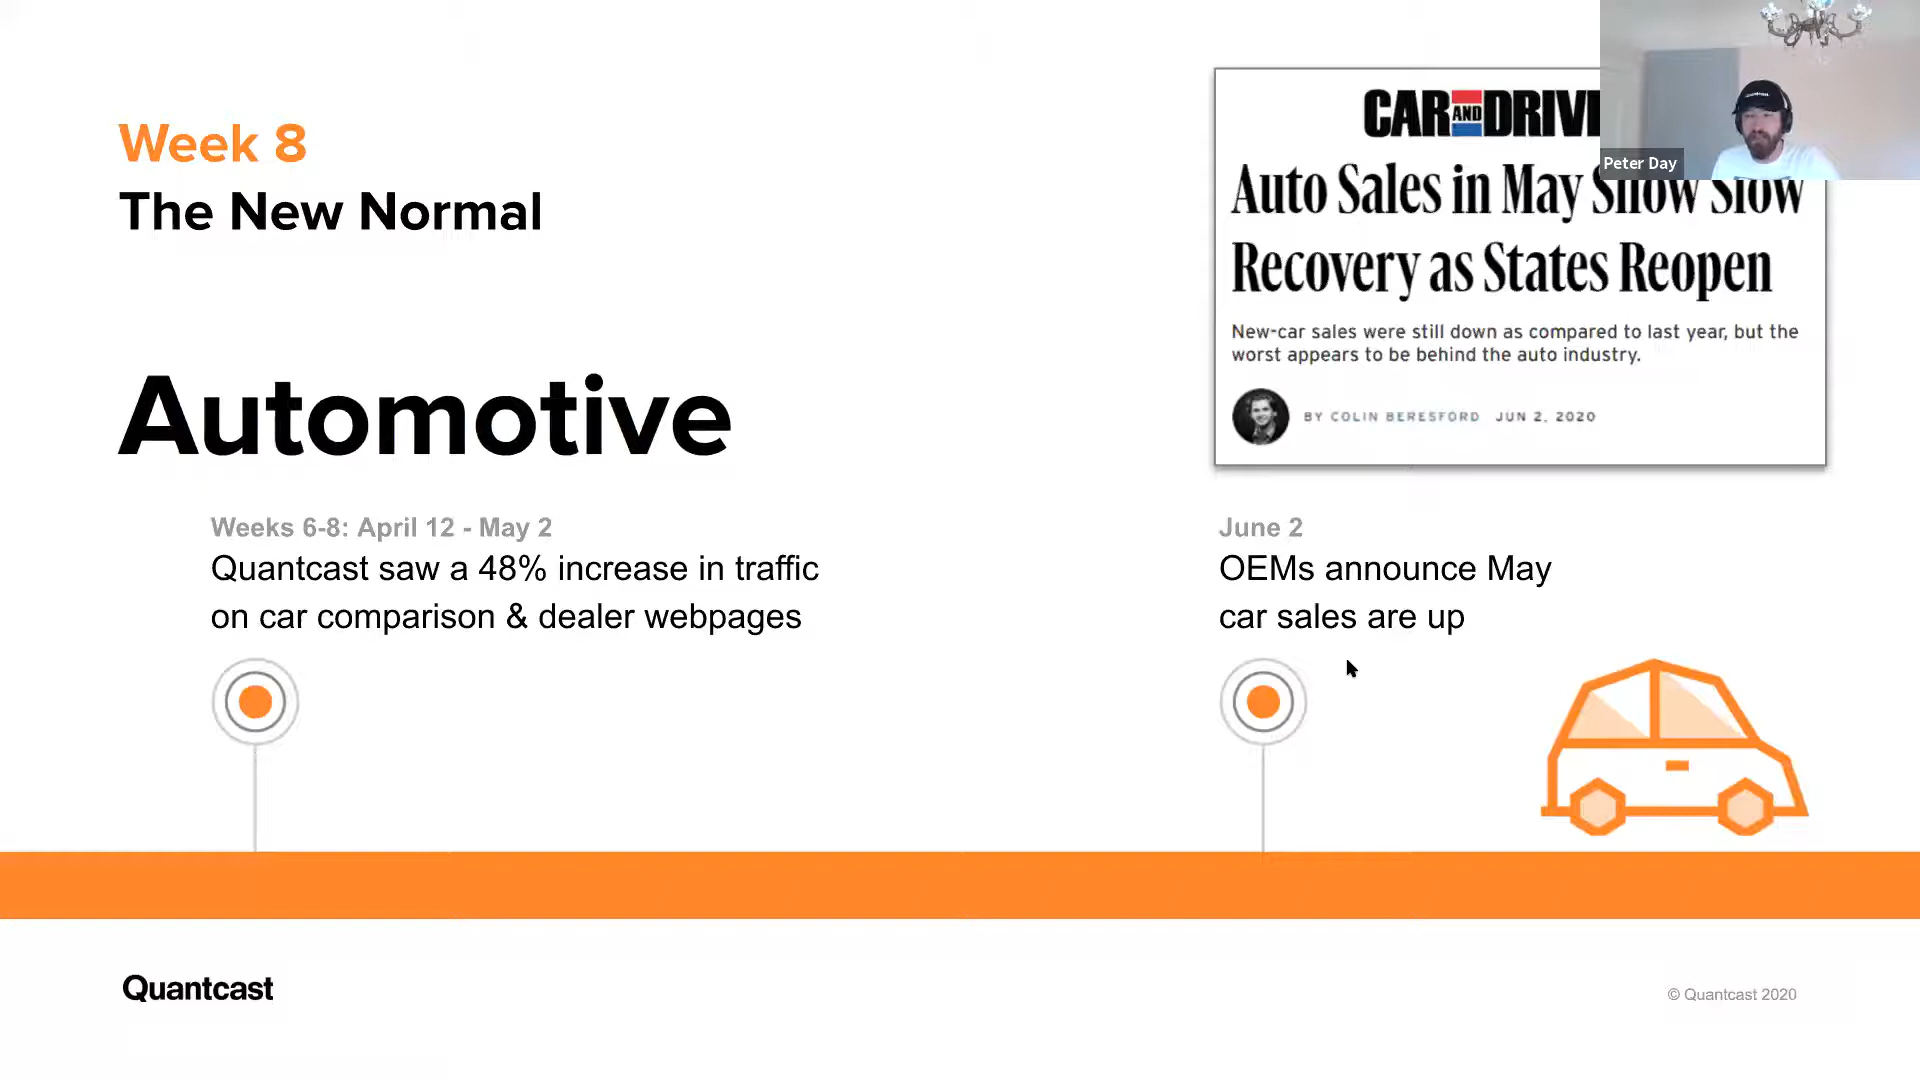 Week 8
The New Normal
Automotive
Weeks 6-8: April 12 - May 2
Quantcast saw a 48% increase in traffic
on car comparison & dealer webpages
CAR AND DRIV
Auto Sales in May Show Slow
Recovery as States Reopen
New-car sales were still down as compared to last year, but the
worst appears to be behind the auto industry.
BY COLIN BERESFORD JUN 2, 2020
Peter Day
June 2
OEMs announce May
car sales are up
Quantcast
© Quantcast 2020